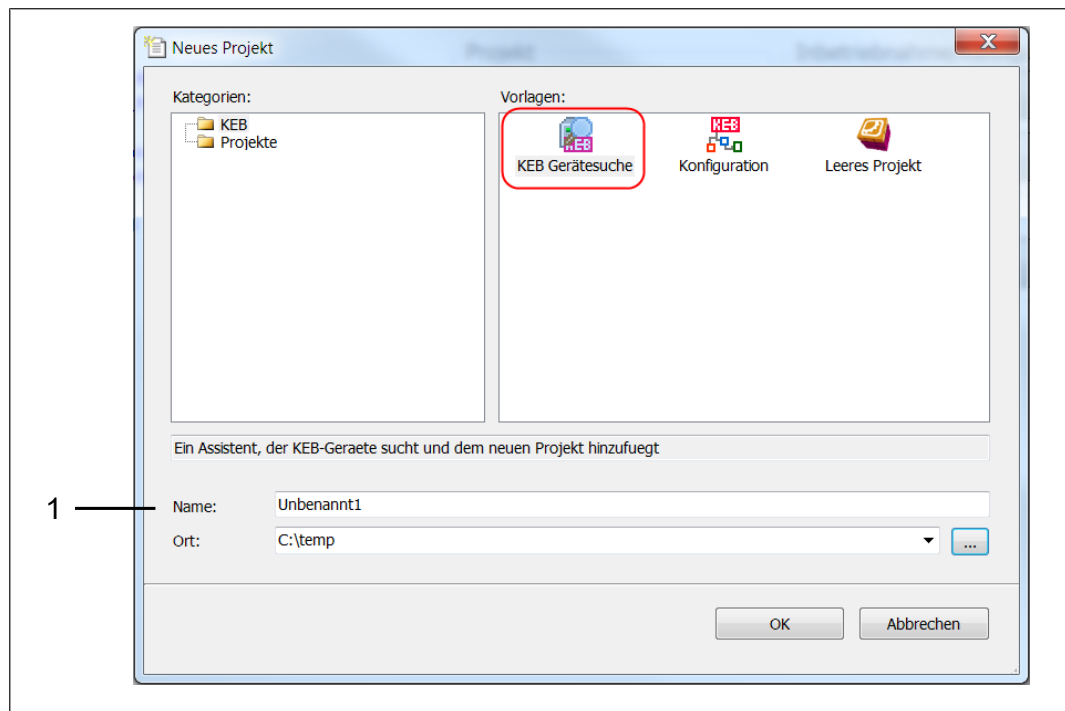 Neues Projekt
Kategorien:
KEB
Projekte
Vorlagen:
KEB
KEB Gerätesuche
KEB
Konfiguration
Leeres Projekt
Ein Assistent, der KEB-Geraete sucht und dem neuen Projekt hinzufuegt
1
Name: Unbenannt1
Ort: C:\temp ...
OK Abbrechen